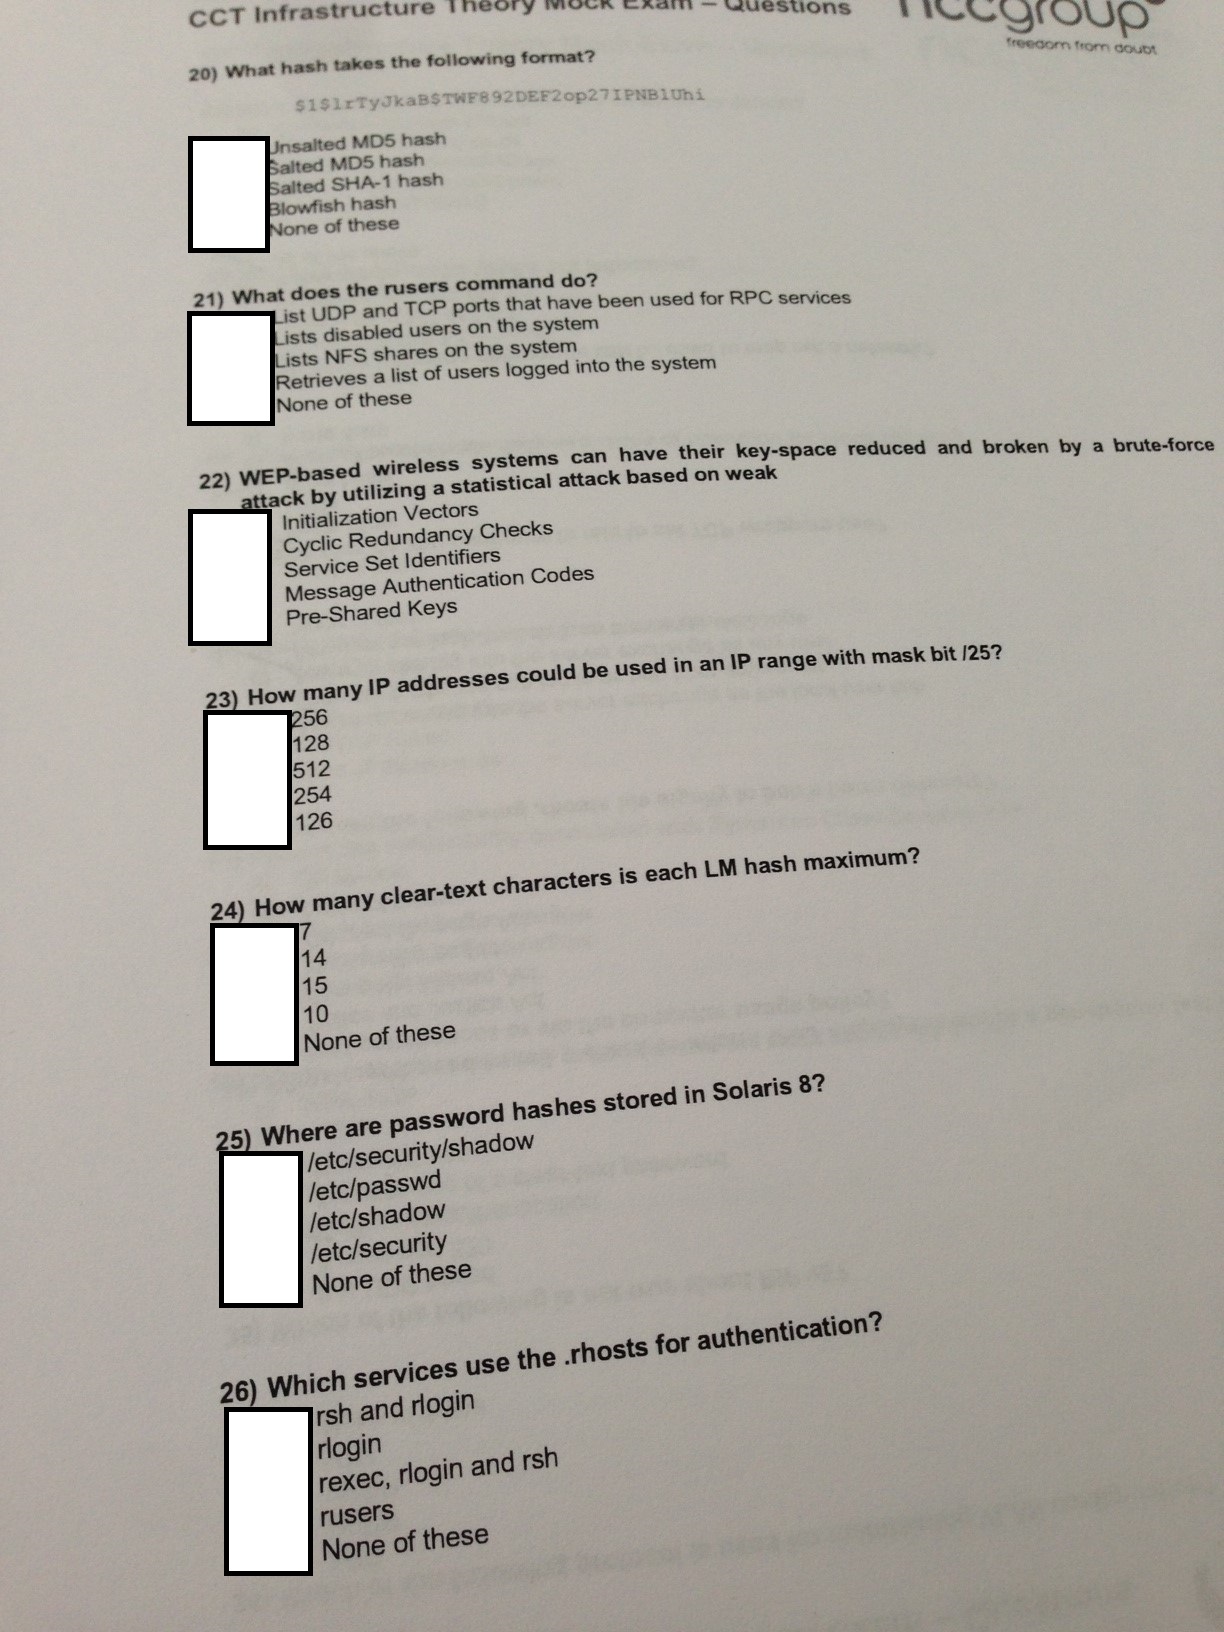 CCT Infrastructure Theory Mock Exam – Questions
nccgroup
freedom from doubt
20) What hash takes the following format?
$1$lrTyJkaB$TWF892DEF2op27IPNB1Uhi
Unsalted MD5 hash
Salted MD5 hash
Salted SHA-1 hash
Blowfish hash
None of these
21) What does the rusers command do?
List UDP and TCP ports that have been used for RPC services
Lists disabled users on the system
Lists NFS shares on the system
Retrieves a list of users logged into the system
None of these
22) WEP-based wireless systems can have their key-space reduced and broken by a brute-force
attack by utilizing a statistical attack based on weak
Initialization Vectors
Cyclic Redundancy Checks
Service Set Identifiers
Message Authentication Codes
Pre-Shared Keys
23) How many IP addresses could be used in an IP range with mask bit /25?
256
128
512
254
126
24) How many clear-text characters is each LM hash maximum?
7
14
15
10
None of these
25) Where are password hashes stored in Solaris 8?
/etc/security/shadow
/etc/passwd
/etc/shadow
/etc/security
None of these
26) Which services use the .rhosts for authentication?
rsh and rlogin
rlogin
rexec, rlogin and rsh
rusers
None of these